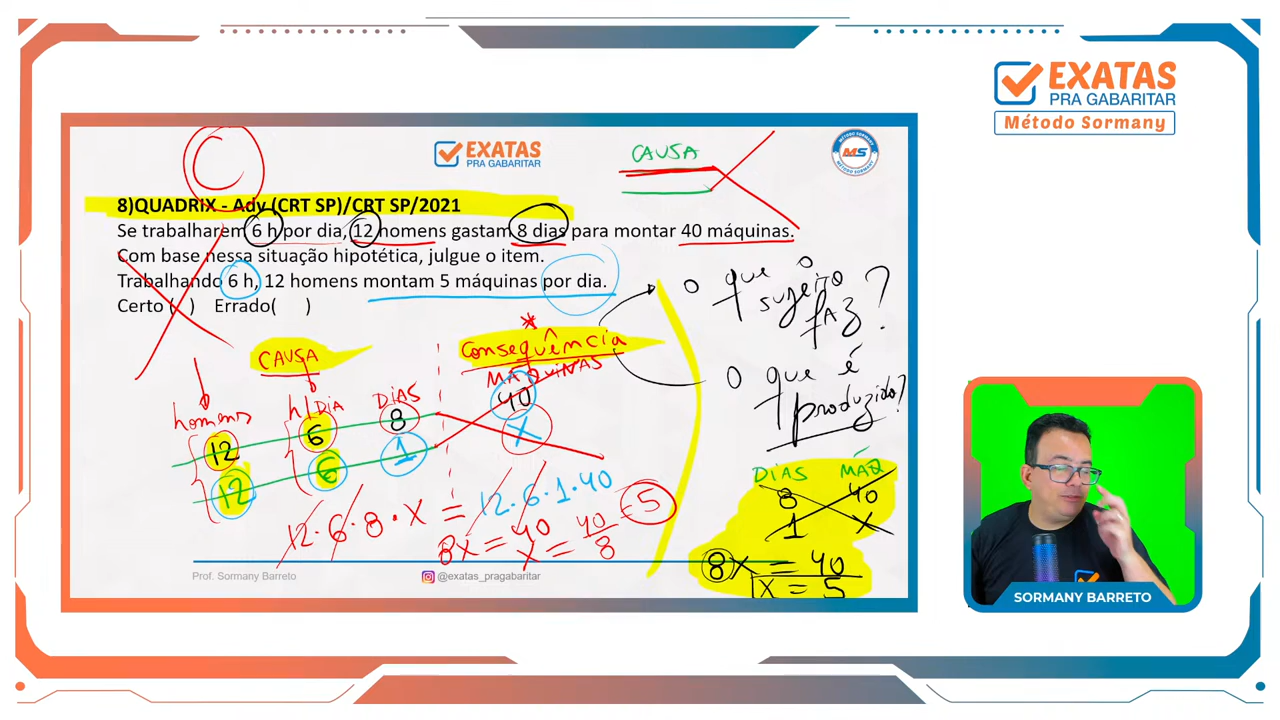 EXATAS
PRA GABARITAR
Método Sormany
EXATAS
PRA GABARITAR
CAUSA
MÉTODO SORMANY
MS
C
8)QUADRIX - Adv (CRT SP)/CRT SP/2021
Se trabalharem 6 h por dia, 12 homens gastam 8 dias para montar 40 máquinas.
Com base nessa situação hipotética, julgue o item.
Trabalhando 6 h, 12 homens montam 5 máquinas por dia.
Certo ( ) Errado( )
O que o
sujeito
faz?
CAUSA
*
Consequência
homens h/DIA DIAS MÁQUINAS
12 6 8 40
12 6 1 X
12 · 6 · 8 · X = 12 · 6 · 1 · 40
8X = 40
X = 40/8 = 5
O que é
produzido?
DIAS MÁQ
8 40
1 X
8X = 40
X = 5
Prof. Sormany Barreto
@exatas_pragabaritar
SORMANY BARRETO